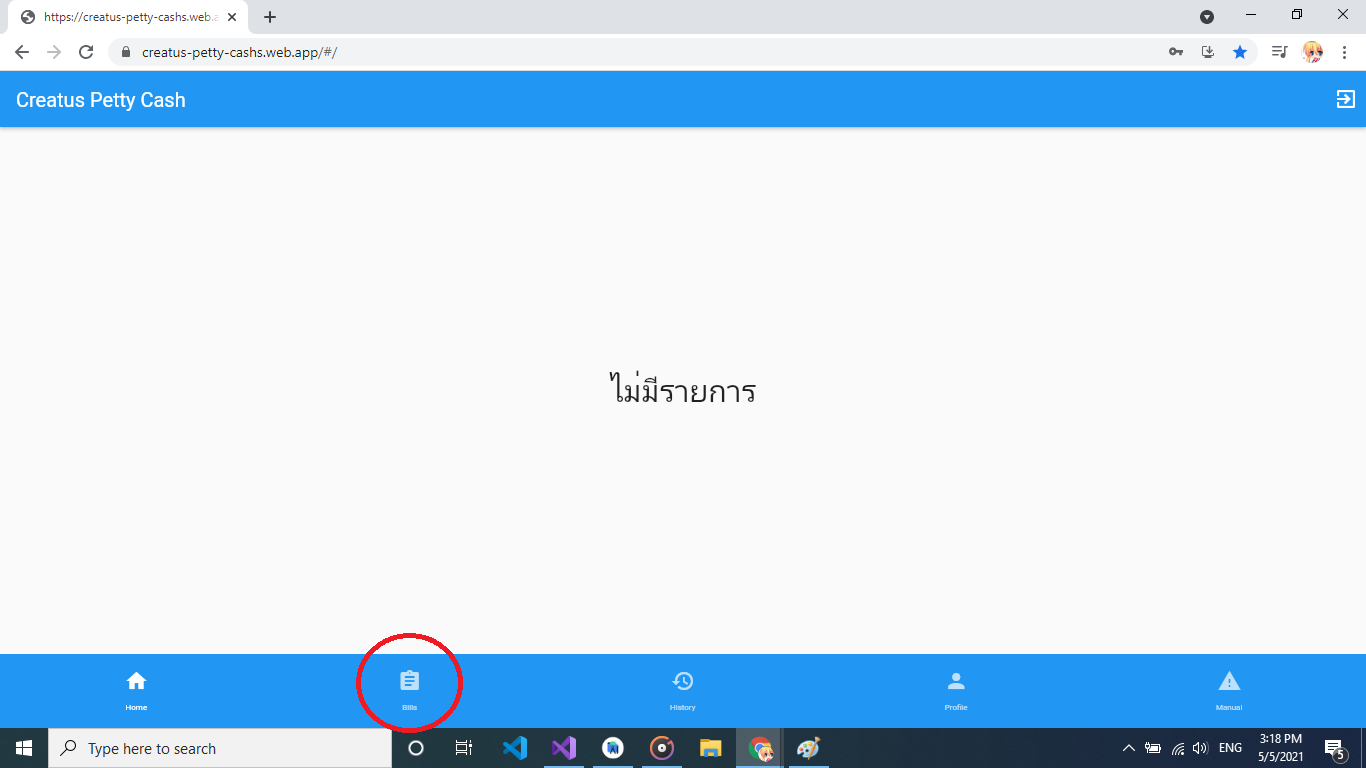 https://creatus-petty-cashs.web.a
creatus-petty-cashs.web.app/#/
Creatus Petty Cash
ไม่มีรายการ
Home
Bills
History
Profile
Manual
Type here to search
ENG
3:18 PM
5/5/2021
5